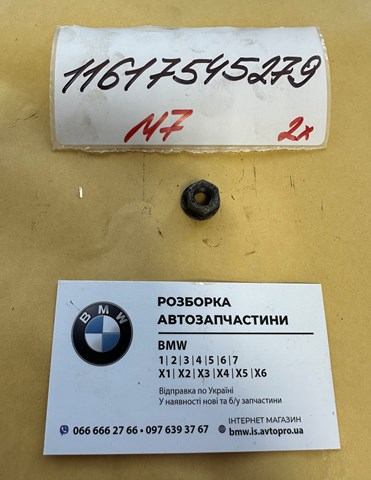 11617545279
M7
2x
РОЗБОРКА
АВТОЗАПЧАСТИНИ
BMW
BMW
1 | 2 | 3 | 4 | 5 | 6 | 7
X1 | X2 | X3 | X4 | X5 | X6
Відправка по Україні
У наявності нові та б/у запчастини
ІНТЕРНЕТ МАГАЗИН
066 666 27 66 • 097 639 37 67
bmw.is.avtopro.ua